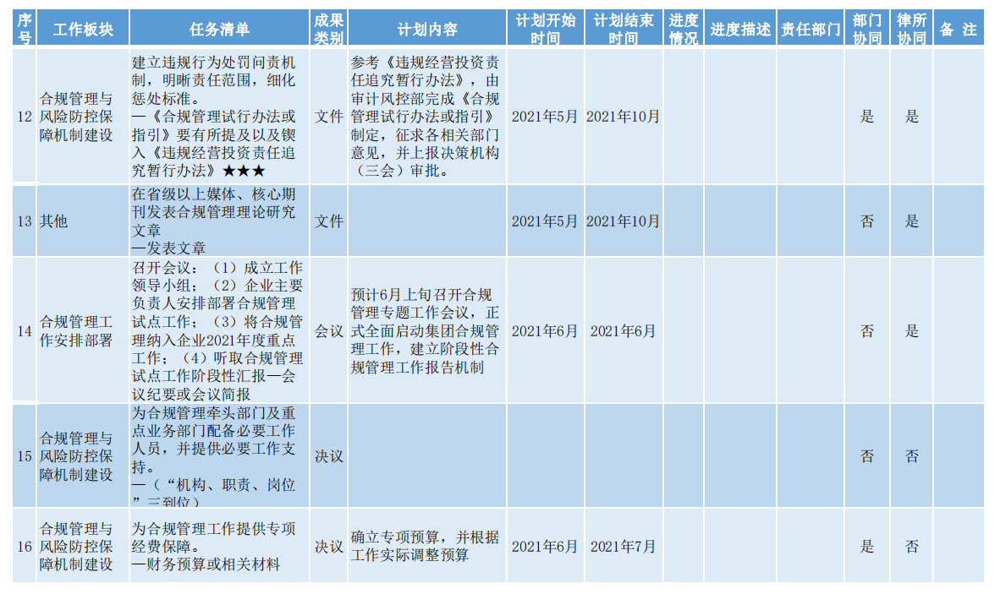 序号 工作板块 任务清单 成果类别 计划内容 计划开始时间 计划结束时间 进度情况 进度描述 责任部门 部门协同 律所协同 备 注
12
合规管理与
风险防控保
障机制建设
建立违规行为处罚问责机
制，明晰责任范围，细化
惩处标准。
—《合规管理试行办法或
指引》要有所提及以及锲
入《违规经营投资责任追
究暂行办法》★★★
文件
参考《违规经营投资责
任追究暂行办法》，由
审计风控部完成《合规
管理试行办法或指引》
制定，征求各相关部门
意见，并上报决策机构
（三会）审批。
2021年5月
2021年10月
是
是
13
其他
在省级以上媒体、核心期
刊发表合规管理理论研究
文章
—发表文章
文件
2021年5月
2021年10月
否
是
14
合规管理工
作安排部署
召开会议：（1）成立工作
领导小组；（2）企业主要
负责人安排部署合规管理
试点工作；（3）将合规管
理纳入企业2021年度重点
工作；（4）听取合规管理
试点工作阶段性汇报—会
议纪要或会议简报
会议
预计6月上旬召开合规
管理专题工作会议，正
式全面启动集团合规管
理工作，建立阶段性合
规管理工作报告机制
2021年6月
2021年6月
否
是
15
合规管理与
风险防控保
障机制建设
为合规管理牵头部门及重
点业务部门配备必要工作
人员，并提供必要工作支
持。
—（“机构、职责、岗位
”三到位）
决议
否
否
16
合规管理与
风险防控保
障机制建设
为合规管理工作提供专项
经费保障。
—财务预算或相关材料
决议
确立专项预算，并根据
工作实际调整预算
2021年6月
2021年7月
是
否